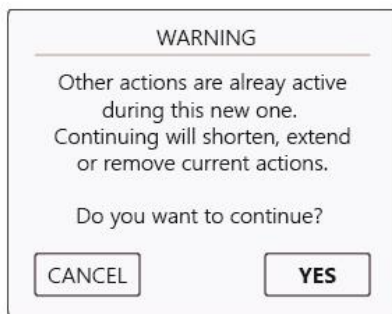 WARNING
Other actions are alreay active
during this new one.
Continuing will shorten, extend
or remove current actions.
Do you want to continue?
CANCEL
YES